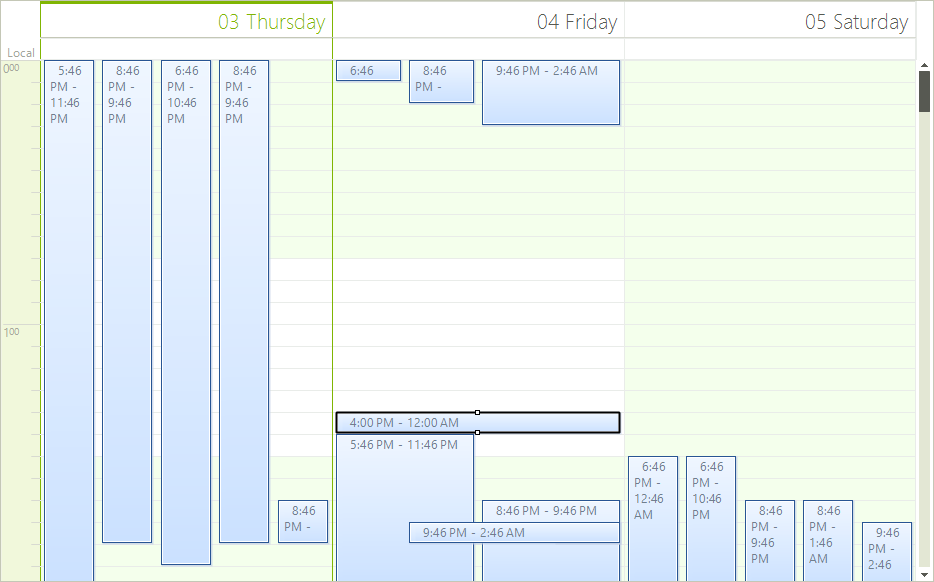 03 Thursday
04 Friday
05 Saturday
Local
000
5:46
PM -
11:46
PM
8:46
PM -
9:46
PM
6:46
PM -
10:46
PM
8:46
PM -
9:46
PM
6:46
8:46
PM -
9:46 PM - 2:46 AM
100
4:00 PM - 12:00 AM
5:46 PM - 11:46 PM
8:46
PM -
8:46 PM - 9:46 PM
9:46 PM - 2:46 AM
6:46
PM -
12:46
AM
6:46
PM -
10:46
PM
8:46
PM -
9:46
PM
8:46
PM -
1:46
AM
9:46
PM -
2:46